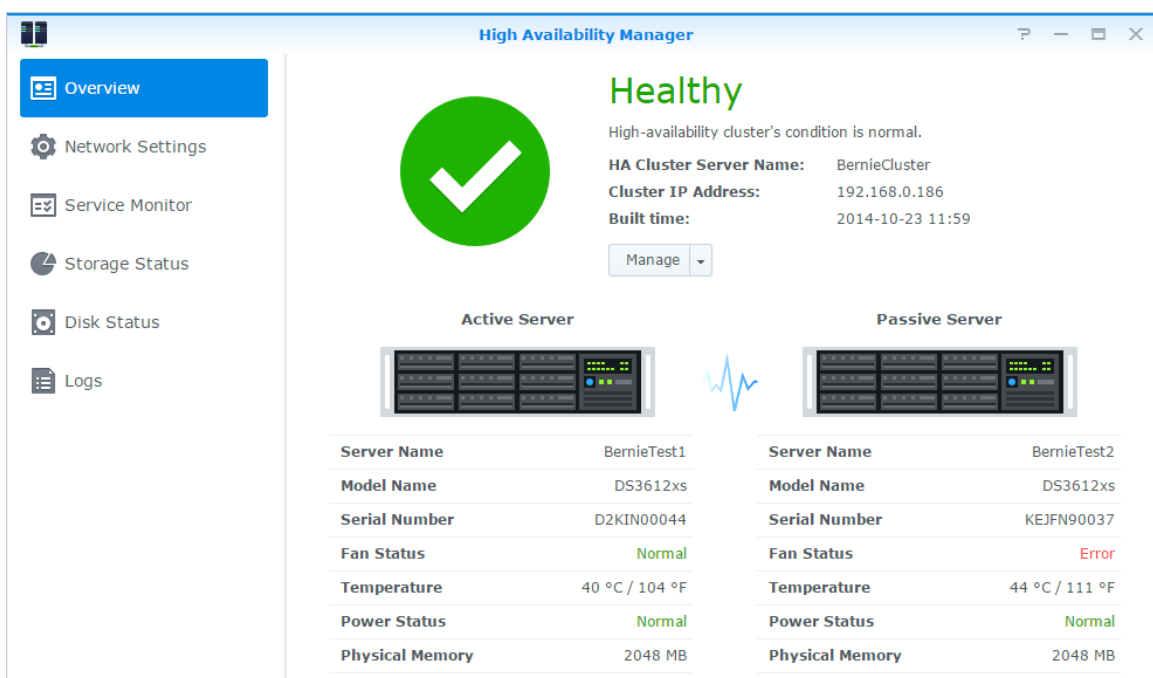 High Availability Manager
Overview
Network Settings
Service Monitor
Storage Status
Disk Status
Logs
Healthy
High-availability cluster's condition is normal.
HA Cluster Server Name: BernieCluster
Cluster IP Address: 192.168.0.186
Built time: 2014-10-23 11:59
Manage
Active Server
Server Name BernieTest1
Model Name DS3612xs
Serial Number D2KIN00044
Fan Status Normal
Temperature 40 °C / 104 °F
Power Status Normal
Physical Memory 2048 MB
Passive Server
Server Name BernieTest2
Model Name DS3612xs
Serial Number KEJFN90037
Fan Status Error
Temperature 44 °C / 111 °F
Power Status Normal
Physical Memory 2048 MB